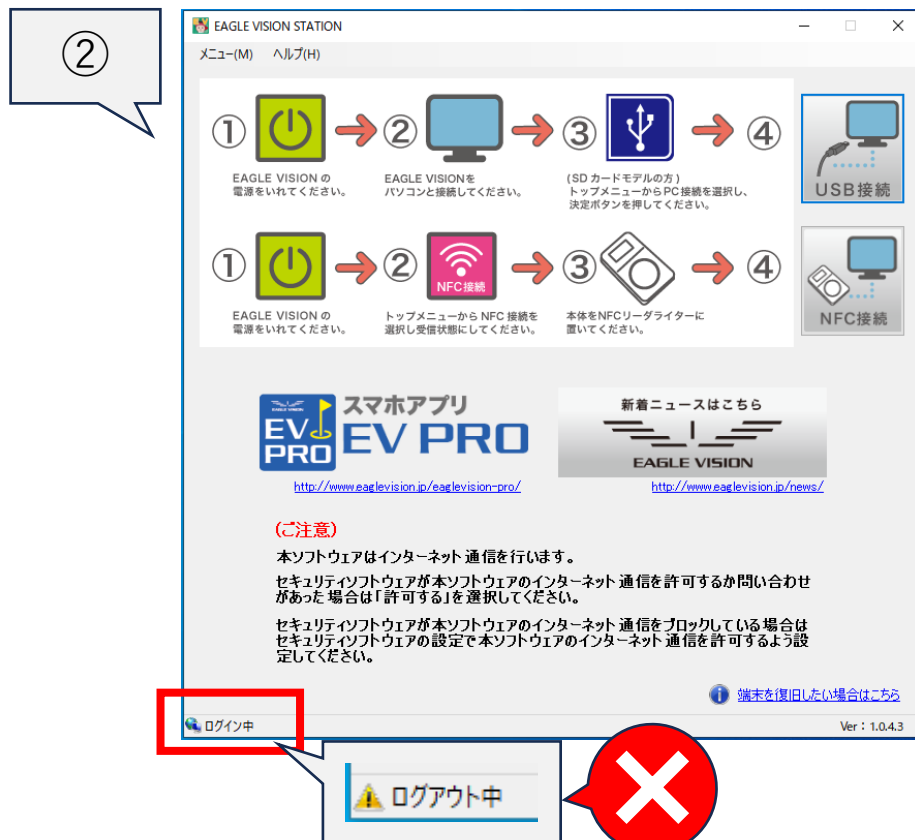 ②
EAGLE VISION STATION
メニュー(M) ヘルプ(H)
① ② ③ ④
EAGLE VISION の
電源をいれてください。
EAGLE VISIONを
パソコンと接続してください。
(SD カードモデルの方)
トップメニューからPC接続を選択し、
決定ボタンを押してください。
USB接続
① ② ③ ④
NFC接続
EAGLE VISION の
電源をいれてください。
トップメニューから NFC 接続を
選択し受信状態にしてください。
本体をNFCリーダライターに
置いてください。
NFC接続
EAGLE VISION
EV
PRO
スマホアプリ
EV PRO
http://www.eaglevision.jp/eaglevision-pro/
新着ニュースはこちら
EAGLE VISION
http://www.eaglevision.jp/news/
(ご注意)
本ソフトウェアはインターネット通信を行います。
セキュリティソフトウェアが本ソフトウェアのインターネット通信を許可するか問い合わせ
があった場合は「許可する」を選択してください。
セキュリティソフトウェアが本ソフトウェアのインターネット通信をブロックしている場合は
セキュリティソフトウェアの設定で本ソフトウェアのインターネット通信を許可するよう設
定してください。
端末を復旧したい場合はこちら
ログイン中
Ver : 1.0.4.3
ログアウト中